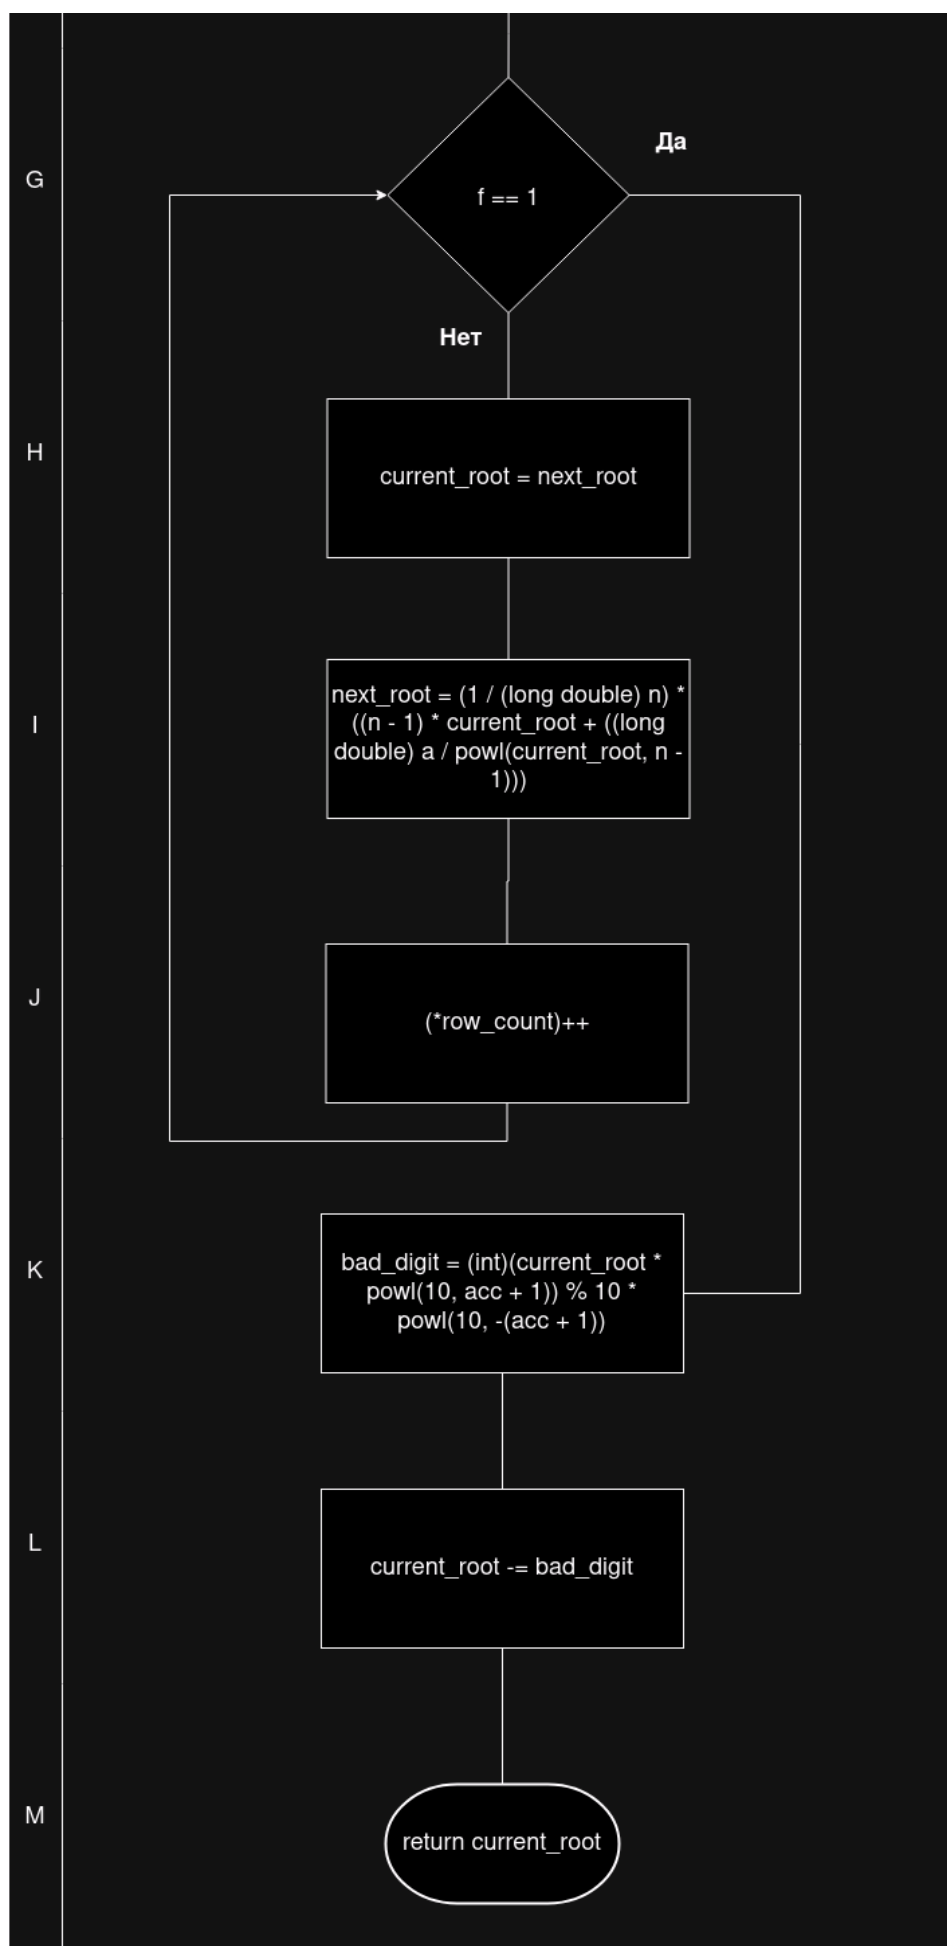 Да
G
f == 1
Нет
H
current_root = next_root
I
next_root = (1 / (long double) n) *
((n - 1) * current_root + ((long
double) a / powl(current_root, n -
1)))
J
(*row_count)++
K
bad_digit = (int)(current_root *
powl(10, acc + 1)) % 10 *
powl(10, -(acc + 1))
L
current_root -= bad_digit
M
return current_root